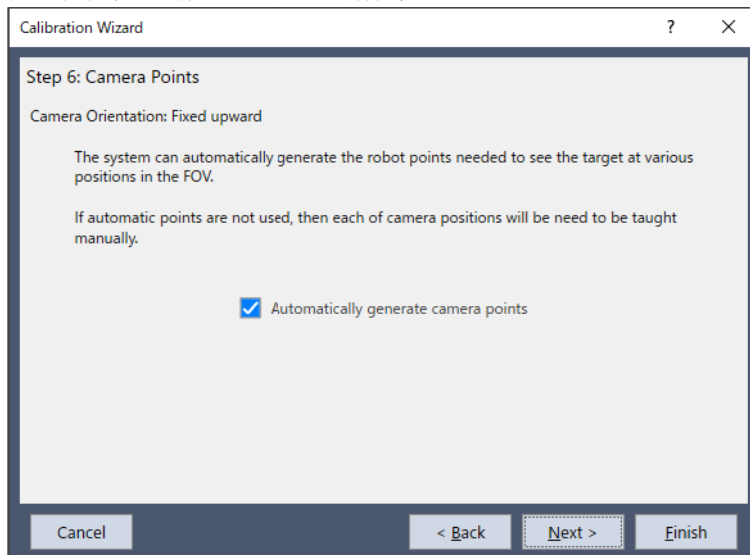 Calibration Wizard
?
Step 6: Camera Points
Camera Orientation: Fixed upward
The system can automatically generate the robot points needed to see the target at various
positions in the FOV.
If automatic points are not used, then each of camera positions will be need to be taught
manually.
Automatically generate camera points
Cancel
< Back
Next >
Finish